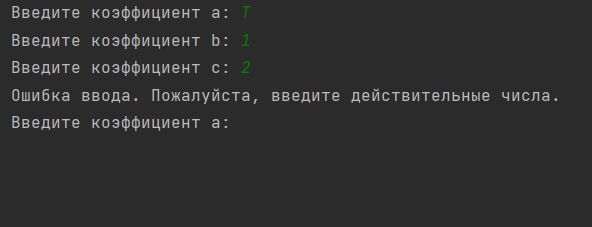 Введите коэффициент a: T
Введите коэффициент b: 1
Введите коэффициент c: 2
Ошибка ввода. Пожалуйста, введите действительные числа.
Введите коэффициент a: